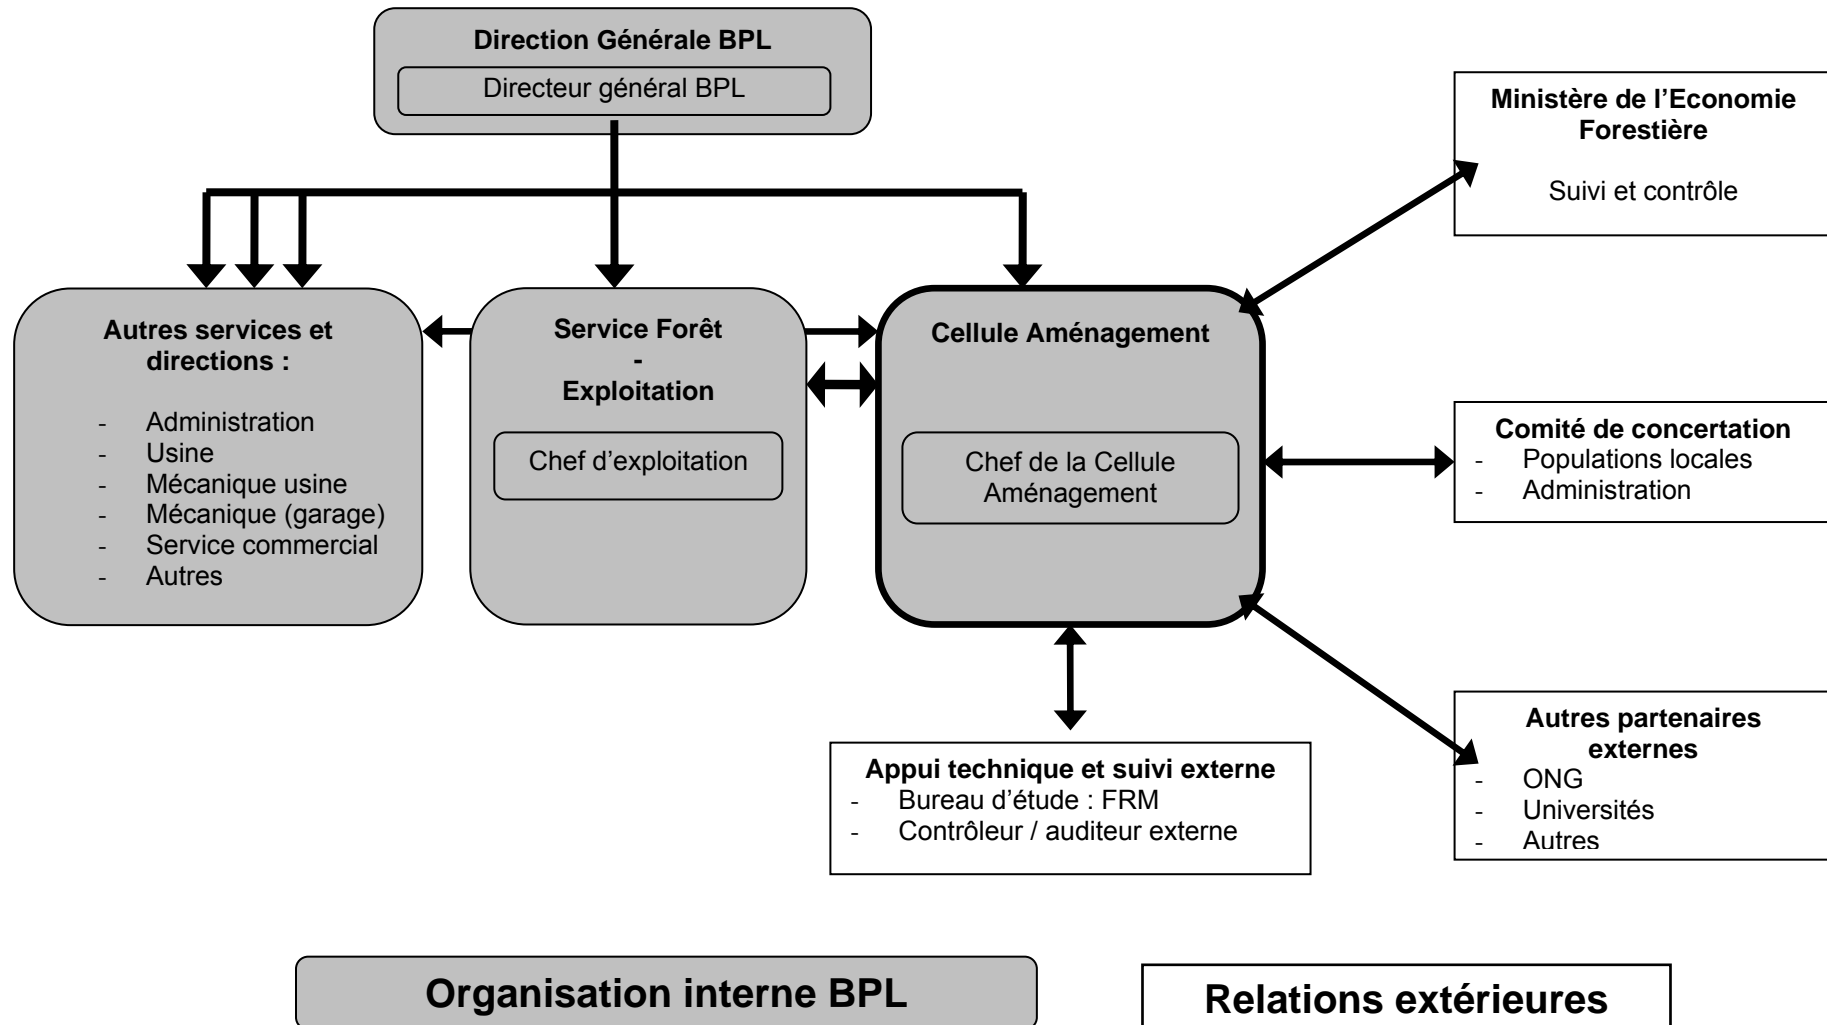 Direction Générale BPL
Directeur général BPL
Ministère de l’Economie
Forestière
Suivi et contrôle
Autres services et
directions :
- Administration
- Usine
- Mécanique usine
- Mécanique (garage)
- Service commercial
- Autres
Service Forêt
-
Exploitation
Chef d’exploitation
Cellule Aménagement
Chef de la Cellule
Aménagement
Comité de concertation
- Populations locales
- Administration
Autres partenaires
externes
- ONG
- Universités
- Autres
Appui technique et suivi externe
- Bureau d’étude : FRM
- Contrôleur / auditeur externe
Organisation interne BPL
Relations extérieures